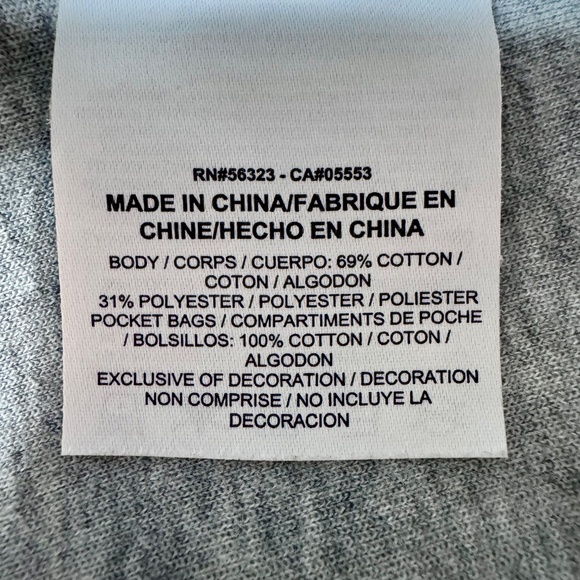 RN#56323 - CA#05553
MADE IN CHINA/FABRIQUE EN
CHINE/HECHO EN CHINA
BODY / CORPS / CUERPO: 69% COTTON /
COTON / ALGODON
31% POLYESTER / POLYESTER / POLIESTER
POCKET BAGS / COMPARTIMENTS DE POCHE
/ BOLSILLOS: 100% COTTON / COTON /
ALGODON
EXCLUSIVE OF DECORATION / DECORATION
NON COMPRISE / NO INCLUYE LA
DECORACION